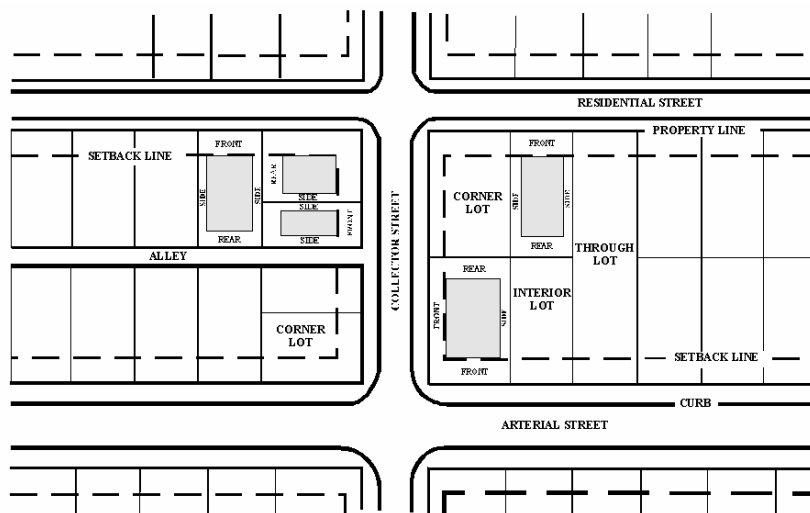 RESIDENTIAL STREET
PROPERTY LINE
SETBACK LINE
FRONT
REAR
SIDE
SIDE
SIDE
SIDE
SIDE
FRONT
REAR
ALLEY
COLLECTOR STREET
CORNER
LOT
FRONT
SIDE
SIDE
REAR
THROUGH
LOT
REAR
INTERIOR
LOT
FRONT
SIDE
FRONT
CORNER
LOT
SETBACK LINE
CURB
ARTERIAL STREET